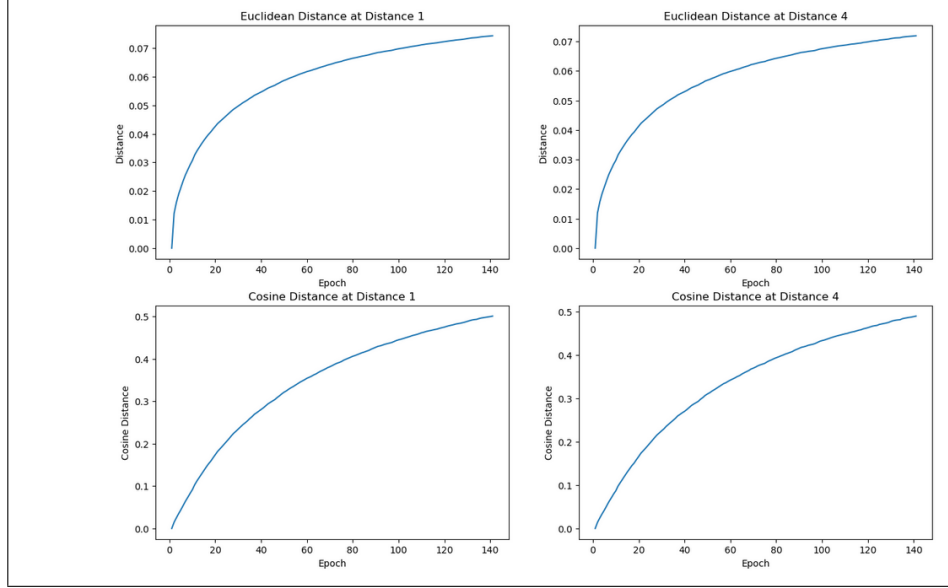 Euclidean Distance at Distance 1
Distance
0.07
0.06
0.05
0.04
0.03
0.02
0.01
0.00
0 20 40 60 80 100 120 140
Epoch
Euclidean Distance at Distance 4
Distance
0.07
0.06
0.05
0.04
0.03
0.02
0.01
0.00
0 20 40 60 80 100 120 140
Epoch
Cosine Distance at Distance 1
Cosine Distance
0.5
0.4
0.3
0.2
0.1
0.0
0 20 40 60 80 100 120 140
Epoch
Cosine Distance at Distance 4
Cosine Distance
0.5
0.4
0.3
0.2
0.1
0.0
0 20 40 60 80 100 120 140
Epoch